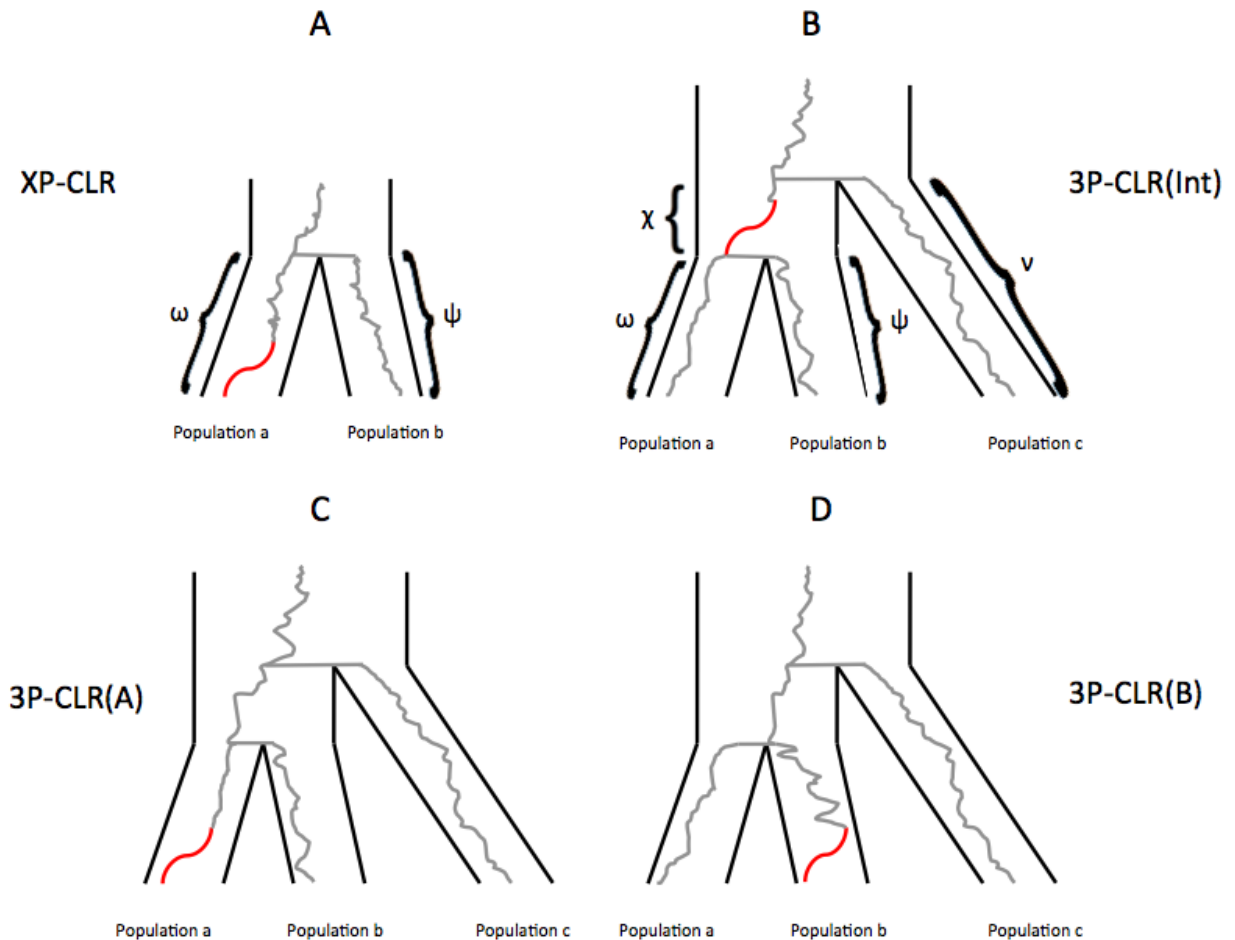 A
B
XP-CLR
3P-CLR(Int)
χ
ω
ψ
ω
ψ
ν
Population a
Population b
Population a
Population b
Population c
C
D
3P-CLR(A)
3P-CLR(B)
Population a
Population b
Population c
Population a
Population b
Population c